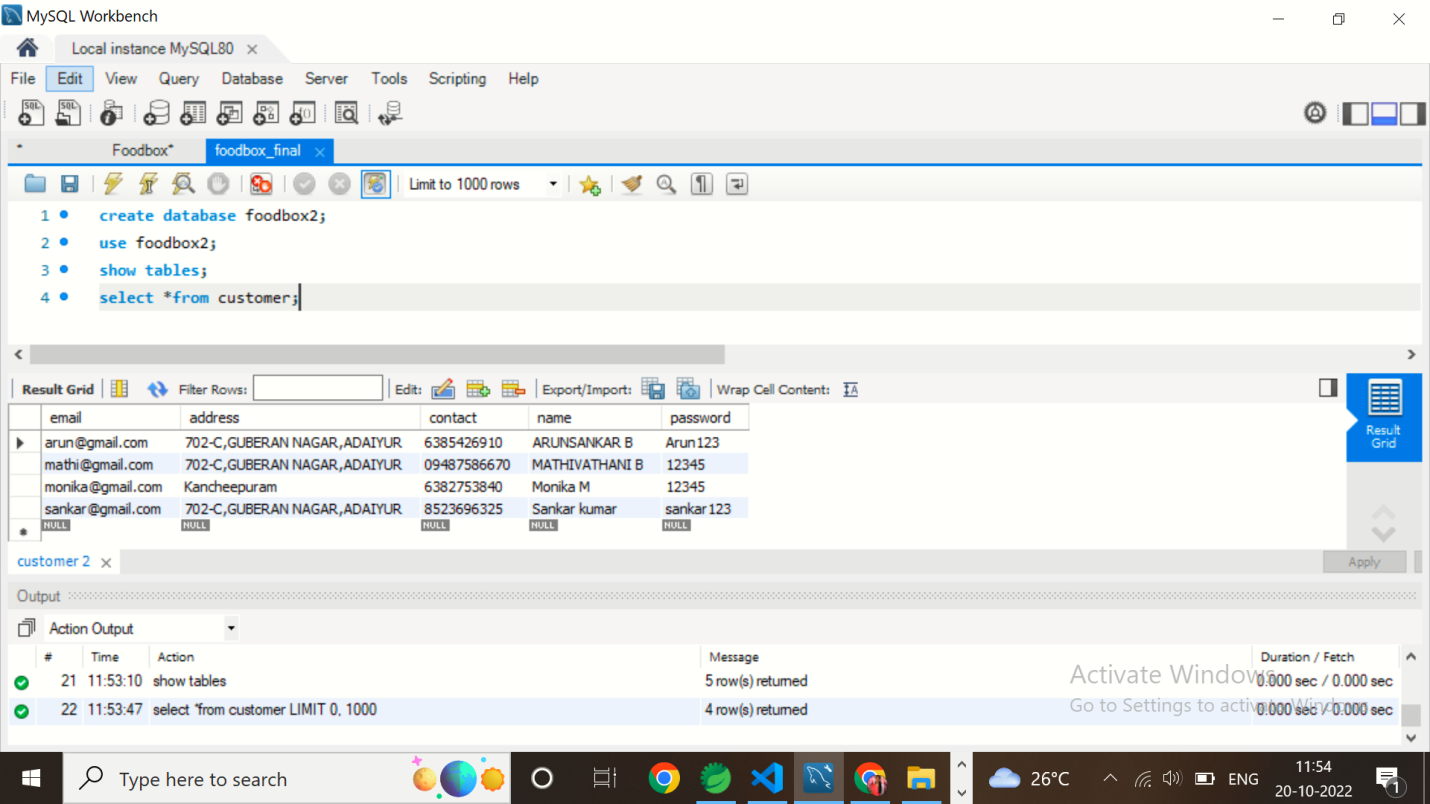 MySQL Workbench
Local instance MySQL80
File Edit View Query Database Server Tools Scripting Help
* Foodbox* foodbox_final
Limit to 1000 rows
1 create database foodbox2;
2 use foodbox2;
3 show tables;
4 select *from customer;
Result Grid Filter Rows: Edit: Export/Import: Wrap Cell Content:
email address contact name password
arun@gmail.com 702-C,GUBERAN NAGAR,ADAIYUR 6385426910 ARUNSANKAR B Arun123
mathi@gmail.com 702-C,GUBERAN NAGAR,ADAIYUR 09487586670 MATHIVATHANI B 12345
monika@gmail.com Kancheepuram 6382753840 Monika M 12345
sankar@gmail.com 702-C,GUBERAN NAGAR,ADAIYUR 8523696325 Sankar kumar sankar123
NULL NULL NULL NULL NULL
Result
Grid
customer 2
Apply
Output
Action Output
# Time Action Message Duration / Fetch
21 11:53:10 show tables 5 row(s) returned 0.000 sec / 0.000 sec
22 11:53:47 select *from customer LIMIT 0, 1000 4 row(s) returned 0.000 sec / 0.000 sec
Activate Windows
Go to Settings to activate Windows.
Type here to search
26°C ENG 11:54
20-10-2022
1